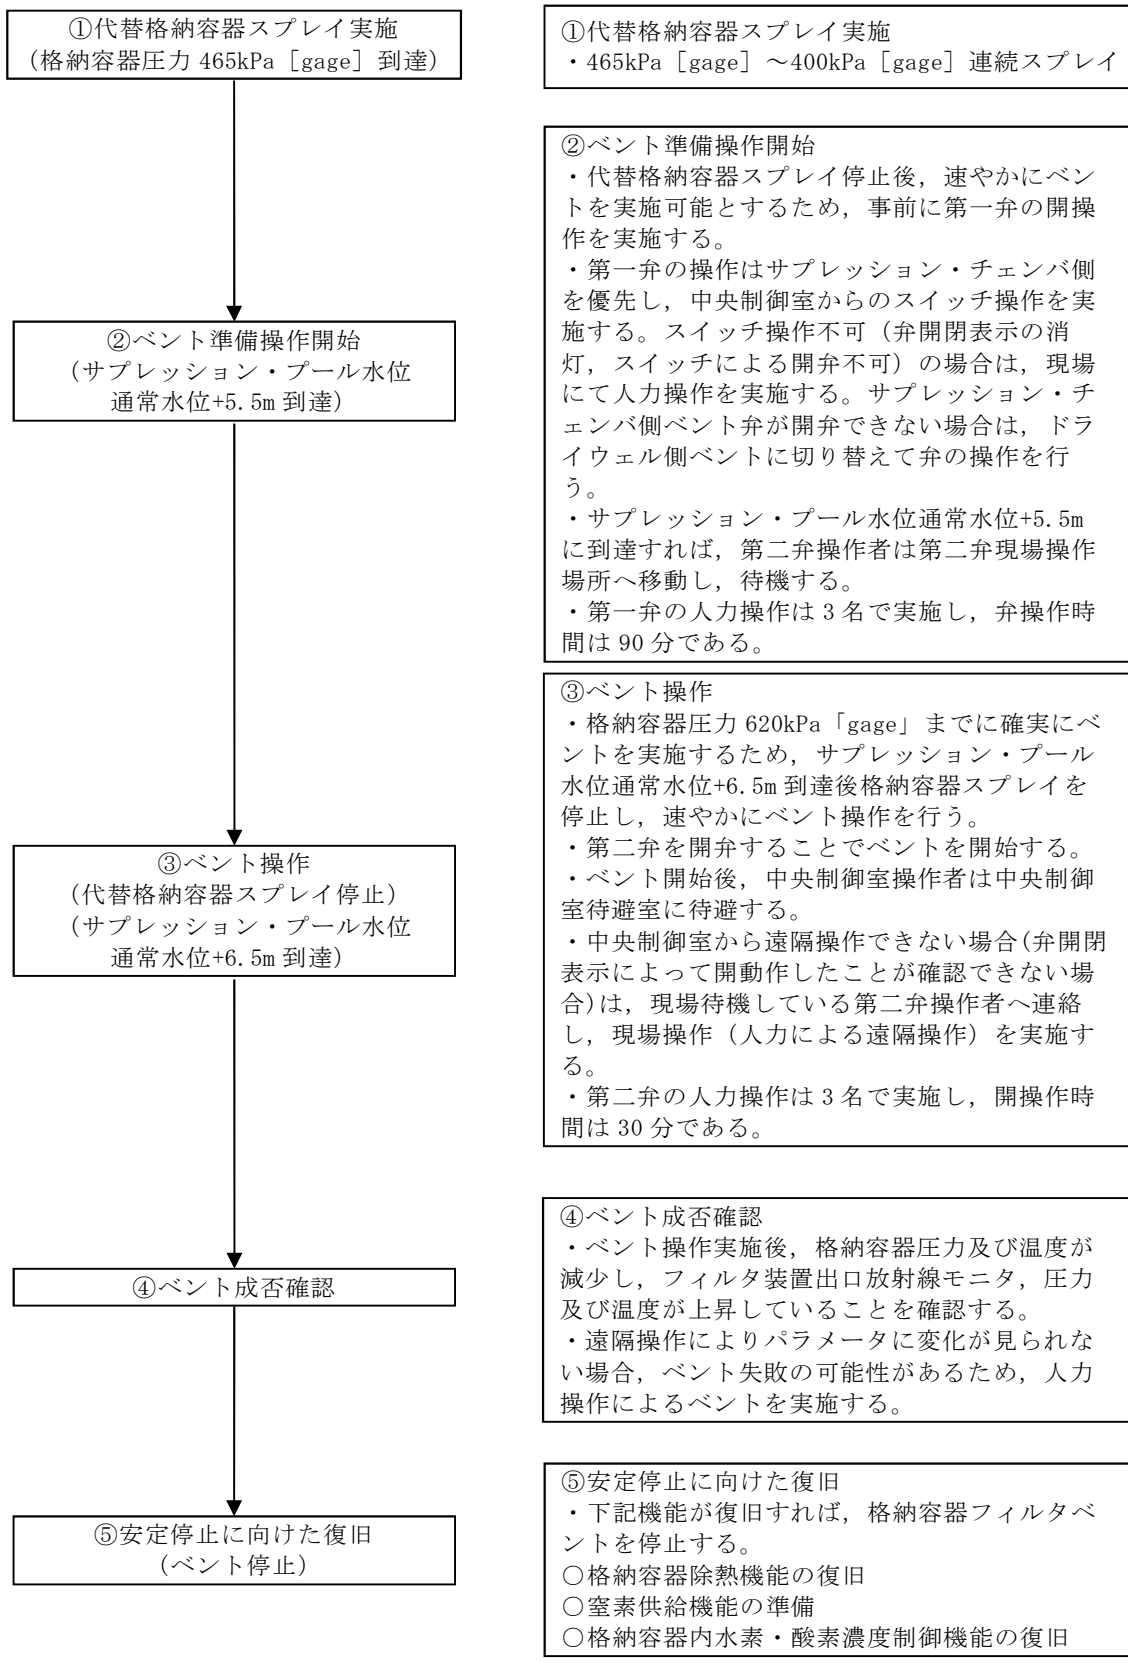 ①代替格納容器スプレイ実施
(格納容器圧力 465kPa［gage］到達)
②ベント準備操作開始
(サプレッション・プール水位
通常水位+5.5m 到達)
③ベント操作
(代替格納容器スプレイ停止)
(サプレッション・プール水位
通常水位+6.5m 到達)
④ベント成否確認
⑤安定停止に向けた復旧
(ベント停止)
①代替格納容器スプレイ実施
・465kPa［gage］～400kPa［gage］連続スプレイ
②ベント準備操作開始
・代替格納容器スプレイ停止後，速やかにベン
トを実施可能とするため，事前に第一弁の開操
作を実施する。
・第一弁の操作はサプレッション・チェンバ側
を優先し，中央制御室からのスイッチ操作を実
施する。スイッチ操作不可（弁開閉表示の消
灯，スイッチによる開弁不可）の場合は，現場
にて人力操作を実施する。サプレッション・チ
ェンバ側ベント弁が開弁できない場合は，ドラ
イウェル側ベントに切り替えて弁の操作を行
う。
・サプレッション・プール水位通常水位+5.5m
に到達すれば，第二弁操作者は第二弁現場操作
場所へ移動し，待機する。
・第一弁の人力操作は 3 名で実施し，弁操作時
間は 90 分である。
③ベント操作
・格納容器圧力 620kPa「gage」までに確実にベ
ントを実施するため，サプレッション・プール
水位通常水位+6.5m 到達後格納容器スプレイを
停止し，速やかにベント操作を行う。
・第二弁を開弁することでベントを開始する。
・ベント開始後，中央制御室操作者は中央制御
室待避室に待避する。
・中央制御室から遠隔操作できない場合(弁開閉
表示によって開動作したことが確認できない場
合)は，現場待機している第二弁操作者へ連絡
し，現場操作（人力による遠隔操作）を実施す
る。
・第二弁の人力操作は 3 名で実施し，開操作時
間は 30 分である。
④ベント成否確認
・ベント操作実施後，格納容器圧力及び温度が
減少し，フィルタ装置出口放射線モニタ，圧力
及び温度が上昇していることを確認する。
・遠隔操作によりパラメータに変化が見られな
い場合，ベント失敗の可能性があるため，人力
操作によるベントを実施する。
⑤安定停止に向けた復旧
・下記機能が復旧すれば，格納容器フィルタベ
ントを停止する。
○格納容器除熱機能の復旧
○窒素供給機能の準備
○格納容器内水素・酸素濃度制御機能の復旧